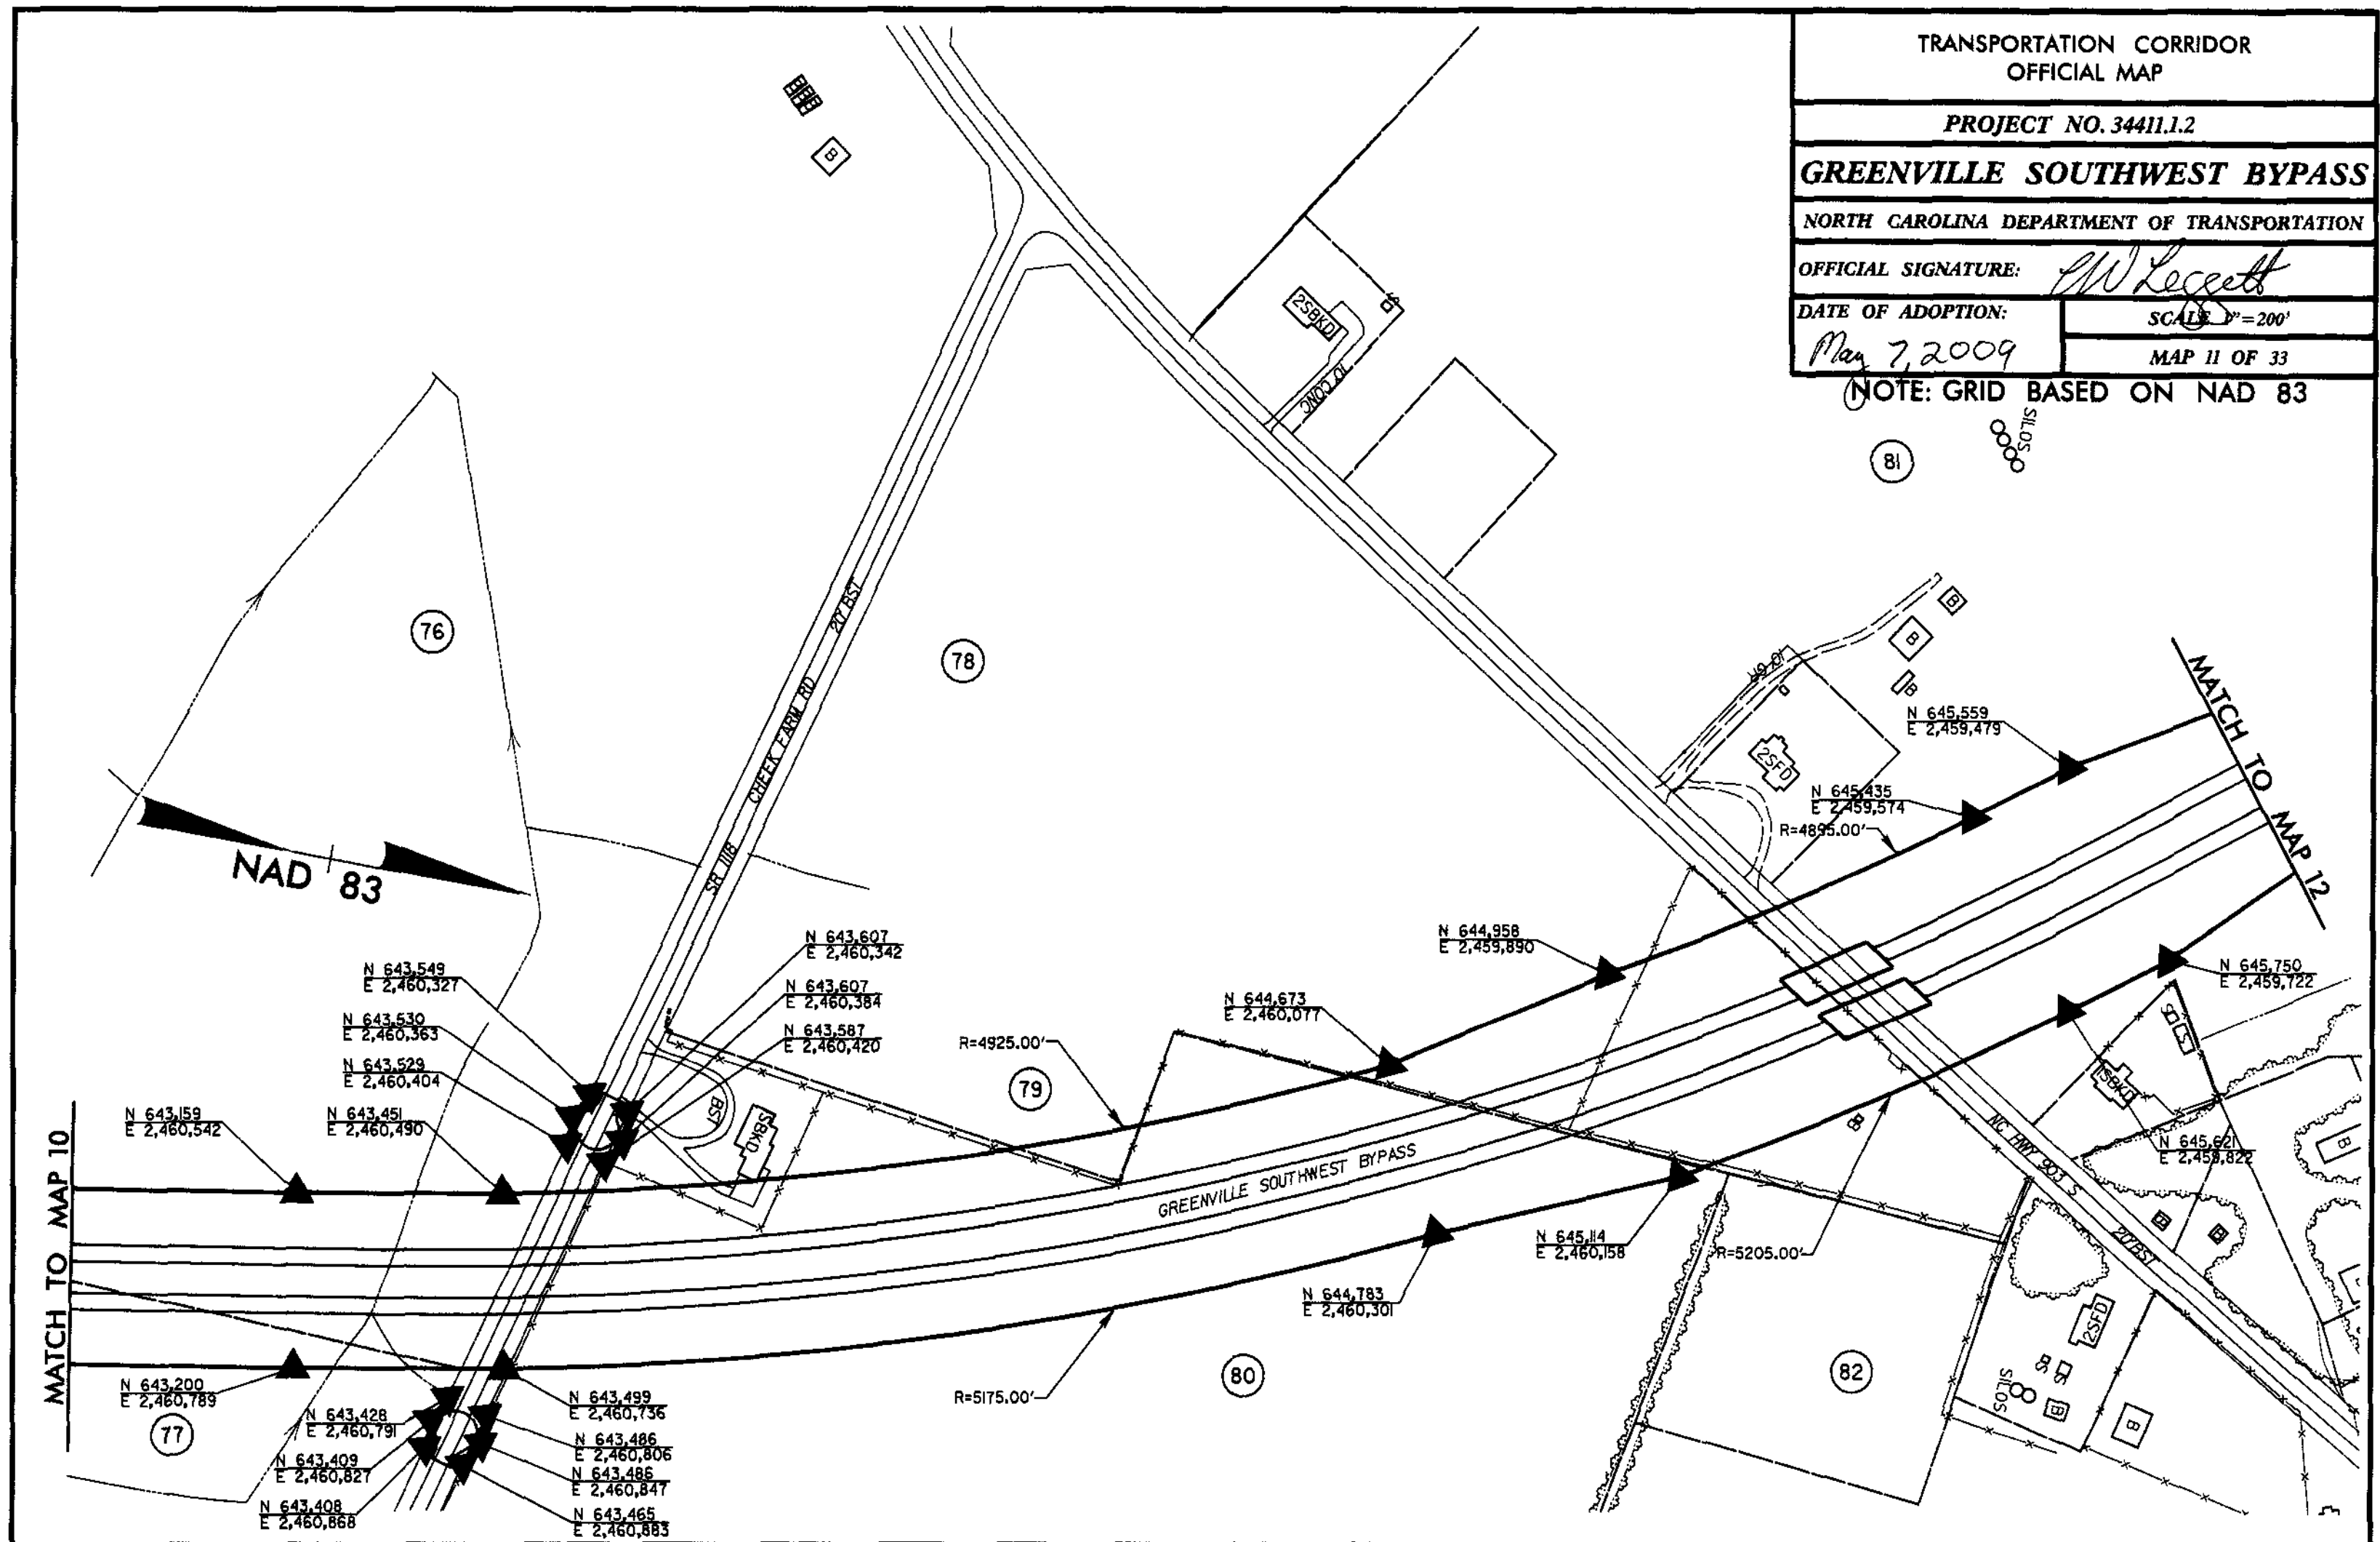 TRANSPORTATION CORRIDOR
OFFICIAL MAP
PROJECT NO. 34411.1.2
GREENVILLE SOUTHWEST BYPASS
NORTH CAROLINA DEPARTMENT OF TRANSPORTATION
OFFICIAL SIGNATURE:
Leggett
DATE OF ADOPTION:
May 7, 2009
SCALE 1"=200'
MAP 11 OF 33
NOTE: GRID BASED ON NAD 83
SILOS
81
B
2SBKD
10' CONC
76
78
20' BST
CHEEK FARM RD
SR 1118
NAD 83
B
B
B
10' GR
2SFD
MATCH TO MAP 12
N 645,559
E 2,459,479
N 645,435
E 2,459,574
R=4895.00'
N 644,958
E 2,459,890
N 645,750
E 2,459,722
N 643,607
E 2,460,342
N 643,549
E 2,460,327
N 643,607
E 2,460,384
N 644,673
E 2,460,077
N 643,530
E 2,460,363
N 643,587
E 2,460,420
R=4925.00'
79
N 643,529
E 2,460,404
BST
SBKD
N 643,159
E 2,460,542
N 643,451
E 2,460,490
1SBKD
NC HWY 903 S
N 645,621
E 2,459,822
B
MATCH TO MAP 10
GREENVILLE SOUTHWEST BYPASS
N 645,114
E 2,460,158
R=5205.00'
20' BST
B
B
N 644,783
E 2,460,301
2SFD
N 643,200
E 2,460,789
77
R=5175.00'
80
82
SILOS
B
B
N 643,499
E 2,460,736
N 643,428
E 2,460,791
N 643,486
E 2,460,806
N 643,409
E 2,460,827
N 643,486
E 2,460,847
N 643,408
E 2,460,868
N 643,465
E 2,460,883